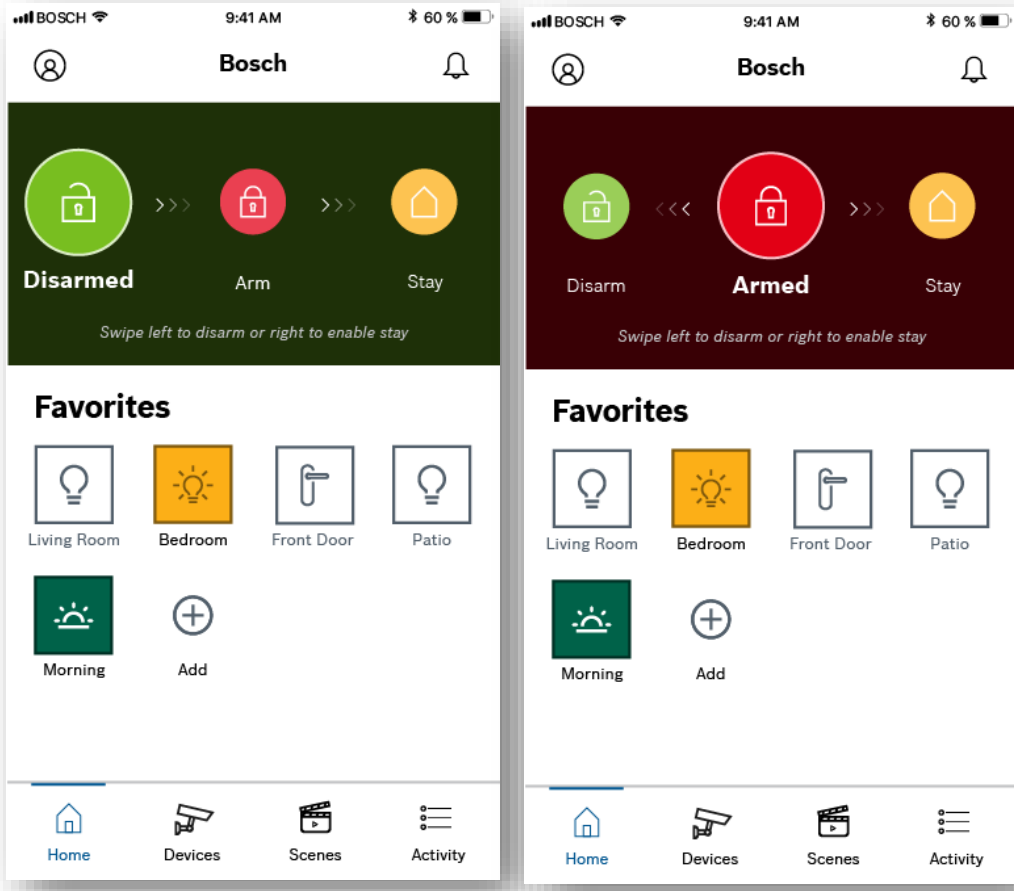 BOSCH 9:41 AM 60 %
Bosch
Disarmed Arm Stay
Swipe left to disarm or right to enable stay
Favorites
Living Room Bedroom Front Door Patio
Morning Add
Home Devices Scenes Activity
BOSCH 9:41 AM 60 %
Bosch
Disarm Armed Stay
Swipe left to disarm or right to enable stay
Favorites
Living Room Bedroom Front Door Patio
Morning Add
Home Devices Scenes Activity